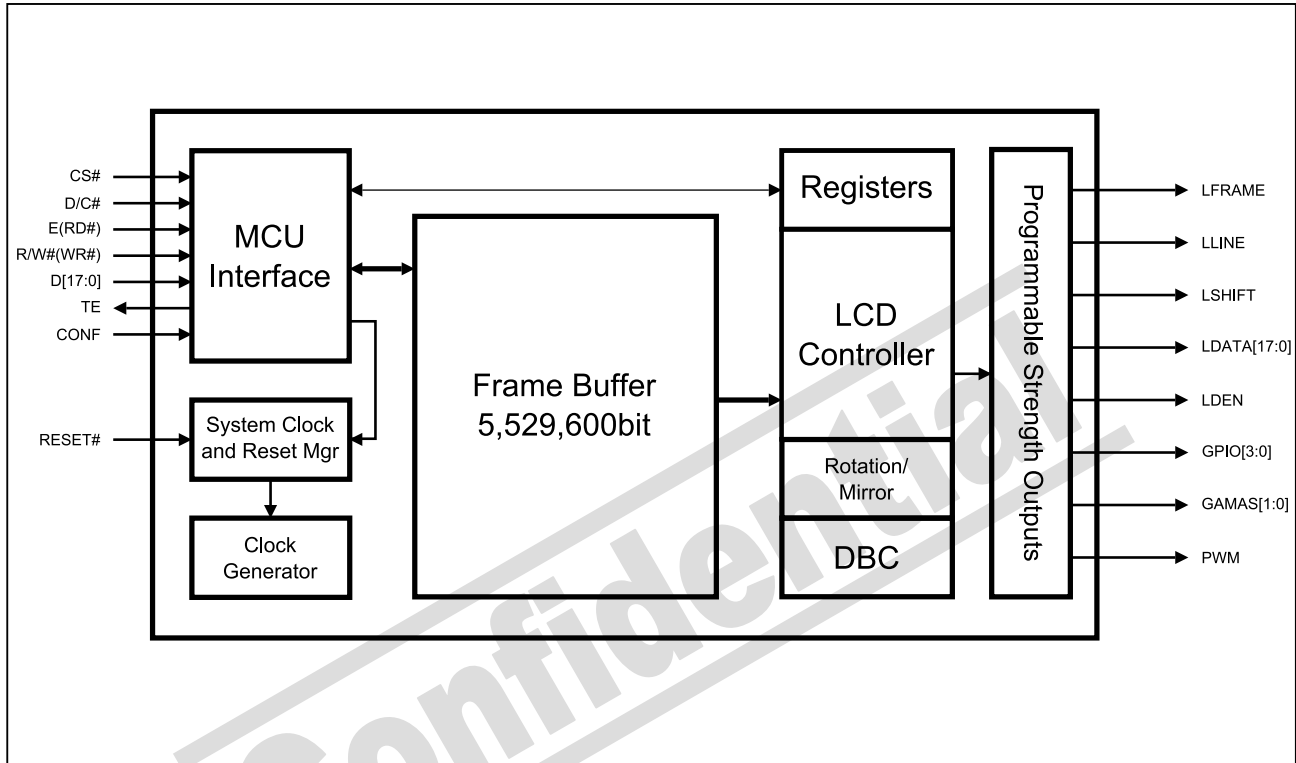 CS#
D/C#
E(RD#)
R/W#(WR#)
D[17:0]
TE
CONF
RESET#
MCU
Interface
System Clock
and Reset Mgr
Clock
Generator
Frame Buffer
5,529,600bit
Registers
LCD
Controller
Rotation/
Mirror
DBC
Programmable Strength Outputs
LFRAME
LLINE
LSHIFT
LDATA[17:0]
LDEN
GPIO[3:0]
GAMAS[1:0]
PWM
Confidential